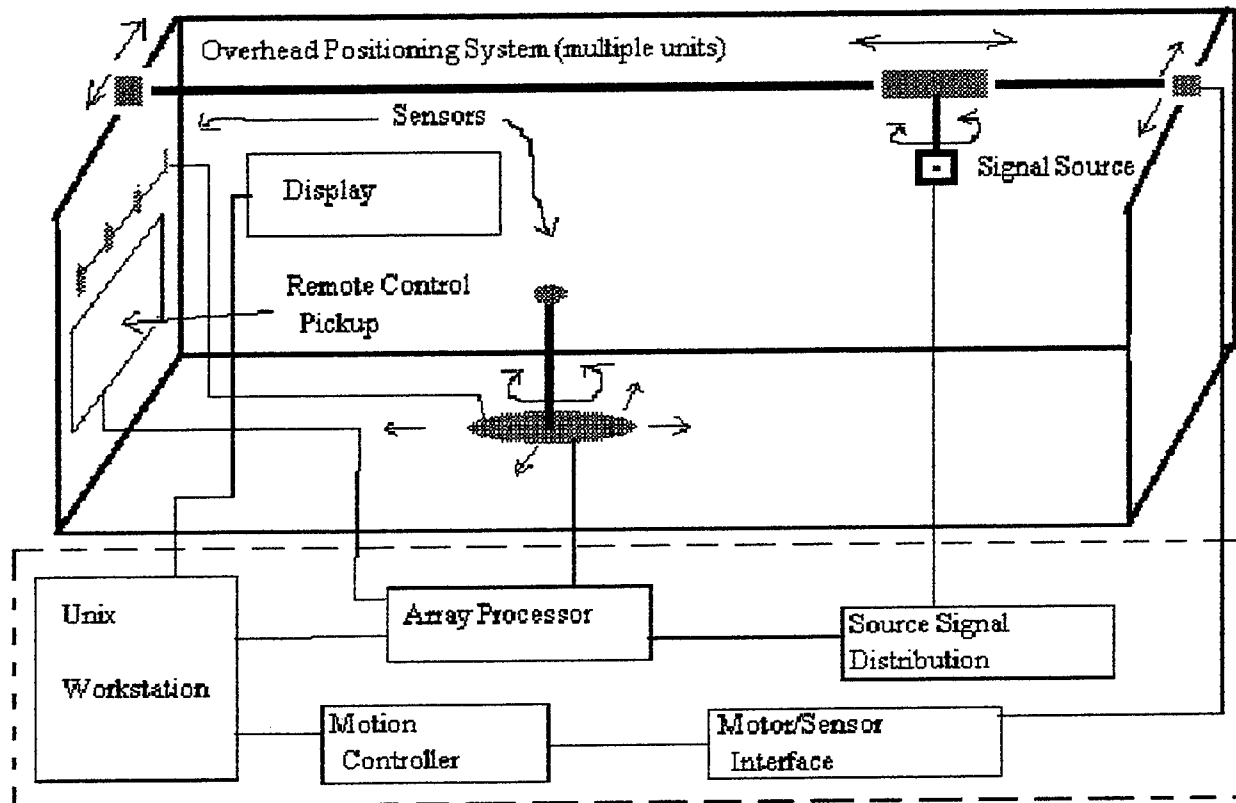 Overhead Positioning System (multiple units)
Sensors
Signal Source
Display
Remote Control
Pickup
Unix
Workstation
Array Processor
Source Signal
Distribution
Motion
Controller
Motor/Sensor
Interface